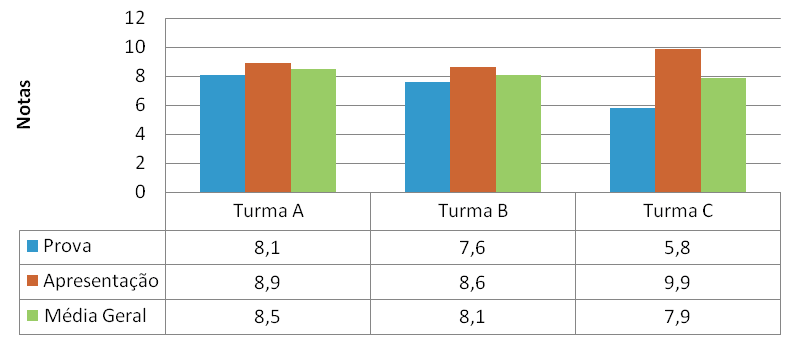 12
10
8
6
4
2
0
Notas
Turma A Turma B Turma C
Prova 8,1 7,6 5,8
Apresentação 8,9 8,6 9,9
Média Geral 8,5 8,1 7,9